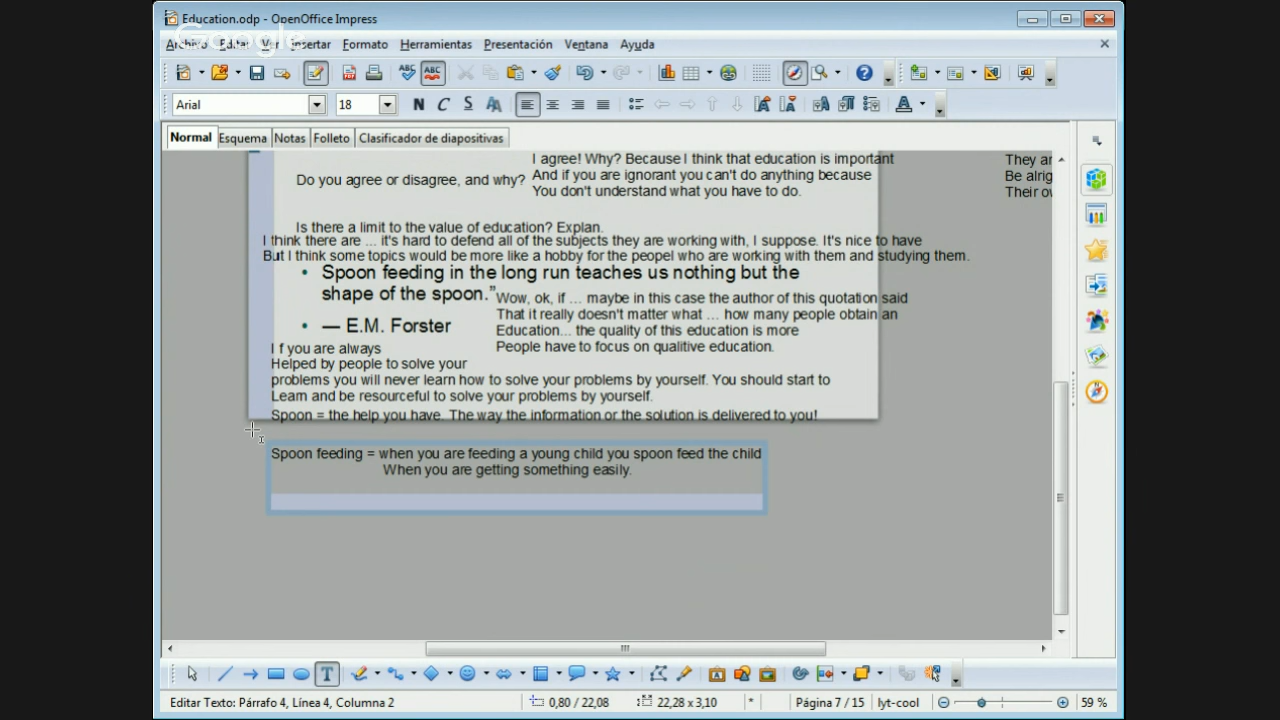 Education.odp - OpenOffice Impress
Google
Archivo Editar Ver Insertar Formato Herramientas Presentación Ventana Ayuda
Arial 18 N C S
Normal Esquema Notas Folleto Clasificador de diapositivas
I agree! Why? Because I think that education is important
They ar
Do you agree or disagree, and why?
And if you are ignorant you can't do anything because
Be alrig
You don't understand what you have to do.
Their ow
Is there a limit to the value of education? Explan.
I think there are ... it's hard to defend all of the subjects they are working with, I suppose. It's nice to have
But I think some topics would be more like a hobby for the peopel who are working with them and studying them.
• Spoon feeding in the long run teaches us nothing but the
shape of the spoon.”
Wow, ok, if ... maybe in this case the author of this quotation said
That it really doesn't matter what ... how many people obtain an
• — E.M. Forster
Education... the quality of this education is more
People have to focus on qualitive education.
I f you are always
Helped by people to solve your
problems you will never learn how to solve your problems by yourself. You should start to
Learn and be resourceful to solve your problems by yourself.
Spoon = the help you have. The way the information or the solution is delivered to you!
Spoon feeding = when you are feeding a young child you spoon feed the child
When you are getting something easily.
Editar Texto: Párrafo 4, Línea 4, Columna 2 0,80 / 22,08 22,28 x 3,10 * Página 7 / 15 lyt-cool 59 %